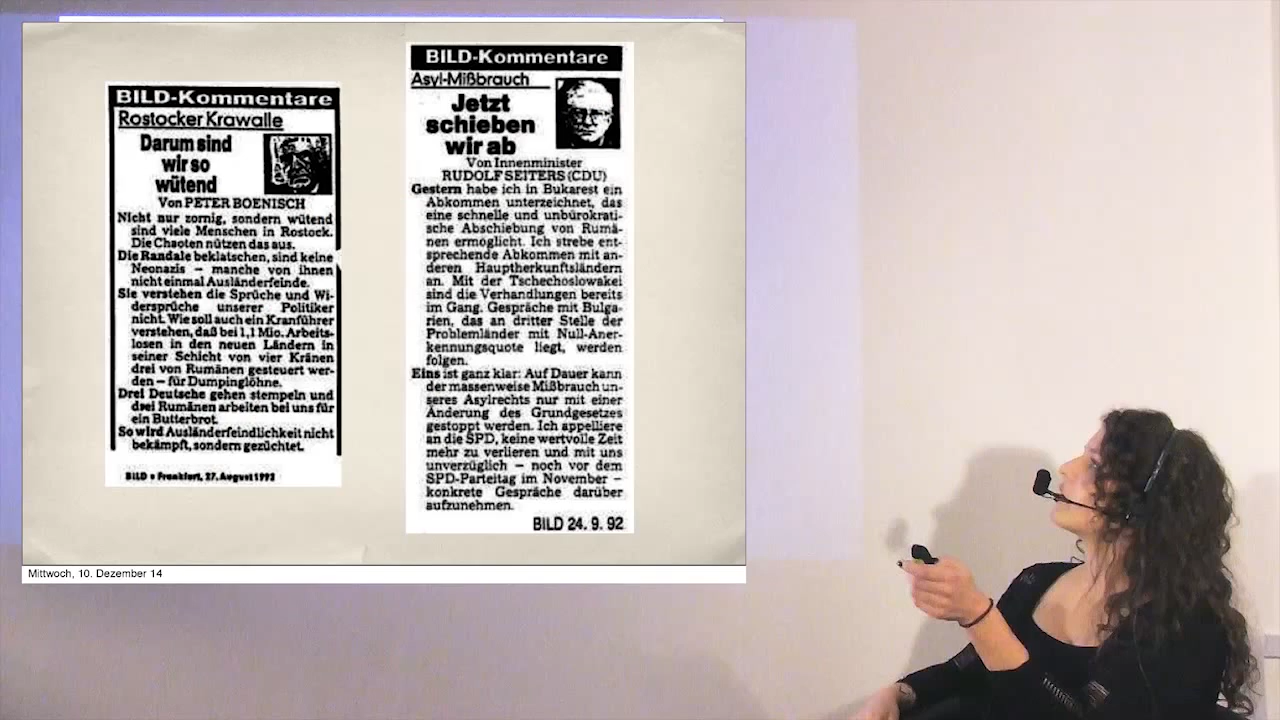 BILD-Kommentare
Rostocker Krawalle
Darum sind
wir so
wütend
Von PETER BOENISCH
Nicht nur zornig, sondern wütend
sind viele Menschen in Rostock.
Die Chaoten nützen das aus.
Die Randale beklatschen, sind keine
Neonazis – manche von ihnen
nicht einmal Ausländerfeinde.
Sie verstehen die Sprüche und Wi-
dersprüche unserer Politiker
nicht. Wie soll auch ein Kranführer
verstehen, daß bei 1,1 Mio. Arbeits-
losen in den neuen Ländern in
seiner Schicht von vier Kränen
drei von Rumänen gesteuert wer-
den – für Dumpinglöhne.
Drei Deutsche gehen stempeln und
drei Rumänen arbeiten bei uns für
ein Butterbrot.
So wird Ausländerfeindlichkeit nicht
bekämpft, sondern gezüchtet.
BILD • Frankfurt, 27. August 1992
BILD-Kommentare
Asyl-Mißbrauch
Jetzt
schieben
wir ab
Von Innenminister
RUDOLF SEITERS (CDU)
Gestern habe ich in Bukarest ein
Abkommen unterzeichnet, das
eine schnelle und unbürokrati-
sche Abschiebung von Rumä-
nen ermöglicht. Ich strebe ent-
sprechende Abkommen mit an-
deren Hauptherkunftsländern
an. Mit der Tschechoslowakei
sind die Verhandlungen bereits
im Gang. Gespräche mit Bulga-
rien, das an dritter Stelle der
Problemländer mit Null-Aner-
kennungsquote liegt, werden
folgen.
Eins ist ganz klar: Auf Dauer kann
der massenweise Mißbrauch un-
seres Asylrechts nur mit einer
Änderung des Grundgesetzes
gestoppt werden. Ich appelliere
an die SPD, keine wertvolle Zeit
mehr zu verlieren und mit uns
unverzüglich – noch vor dem
SPD-Parteitag im November –
konkrete Gespräche darüber
aufzunehmen.
BILD 24. 9. 92
Mittwoch, 10. Dezember 14